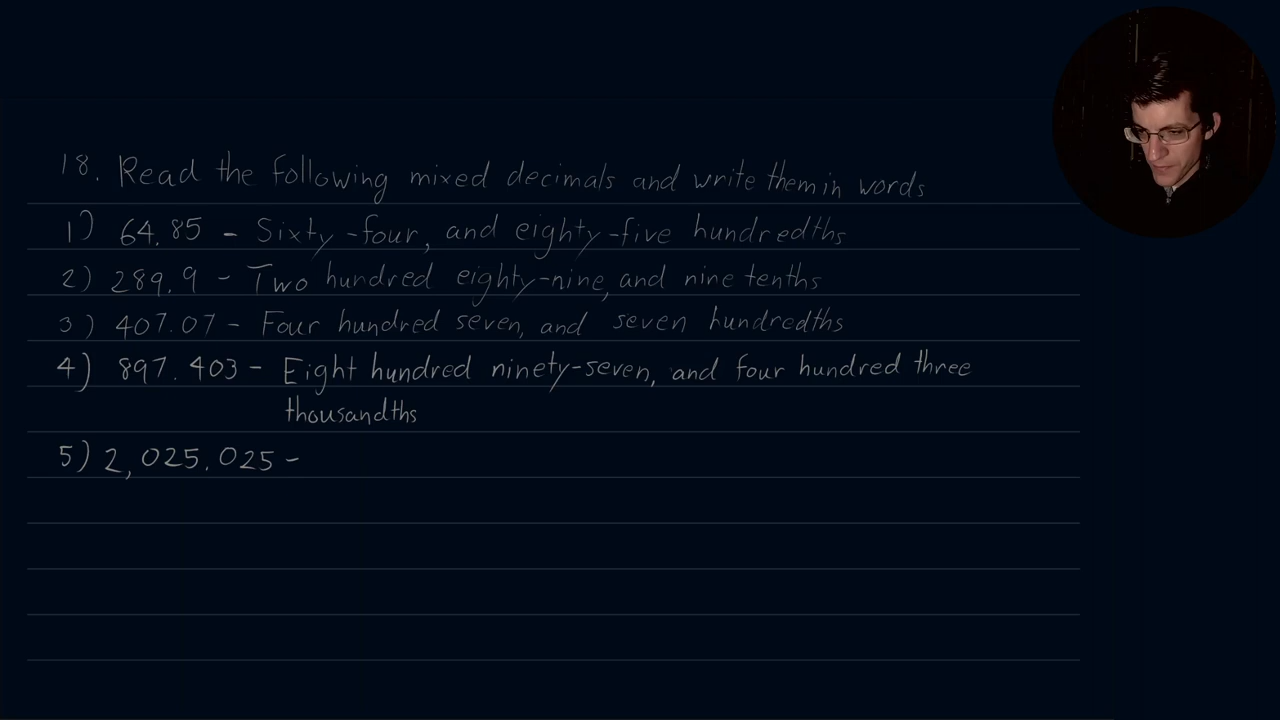 18. Read the following mixed decimals and write them in words
1) 64.85 - Sixty-four, and eighty-five hundredths
2) 289.9 - Two hundred eighty-nine, and nine tenths
3) 407.07 - Four hundred seven, and seven hundredths
4) 897.403 - Eight hundred ninety-seven, and four hundred three
thousandths
5) 2,025.025 -